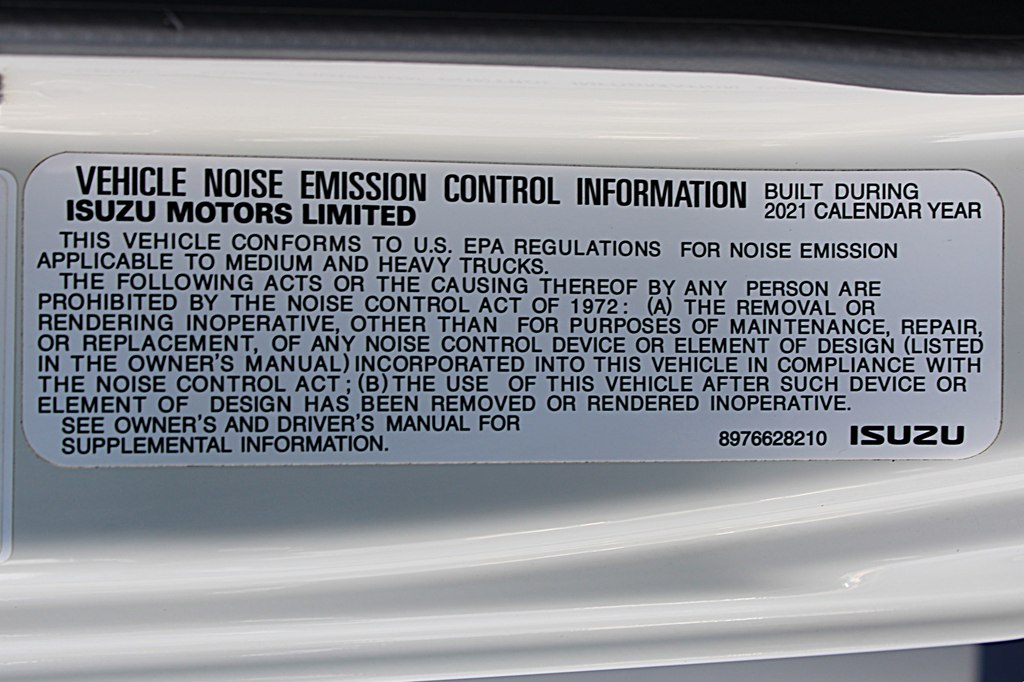 VEHICLE NOISE EMISSION CONTROL INFORMATION BUILT DURING
ISUZU MOTORS LIMITED 2021 CALENDAR YEAR
THIS VEHICLE CONFORMS TO U.S. EPA REGULATIONS FOR NOISE EMISSION
APPLICABLE TO MEDIUM AND HEAVY TRUCKS.
THE FOLLOWING ACTS OR THE CAUSING THEREOF BY ANY PERSON ARE
PROHIBITED BY THE NOISE CONTROL ACT OF 1972: (A) THE REMOVAL OR
RENDERING INOPERATIVE, OTHER THAN FOR PURPOSES OF MAINTENANCE, REPAIR,
OR REPLACEMENT, OF ANY NOISE CONTROL DEVICE OR ELEMENT OF DESIGN (LISTED
IN THE OWNER'S MANUAL) INCORPORATED INTO THIS VEHICLE IN COMPLIANCE WITH
THE NOISE CONTROL ACT; (B) THE USE OF THIS VEHICLE AFTER SUCH DEVICE OR
ELEMENT OF DESIGN HAS BEEN REMOVED OR RENDERED INOPERATIVE.
SEE OWNER'S AND DRIVER'S MANUAL FOR
SUPPLEMENTAL INFORMATION. 8976628210 ISUZU